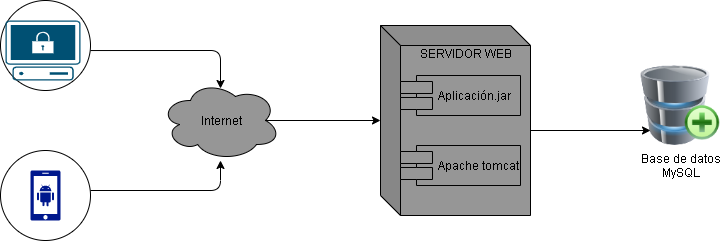 Internet
SERVIDOR WEB
Aplicación.jar
Apache tomcat
Base de datos
MySQL